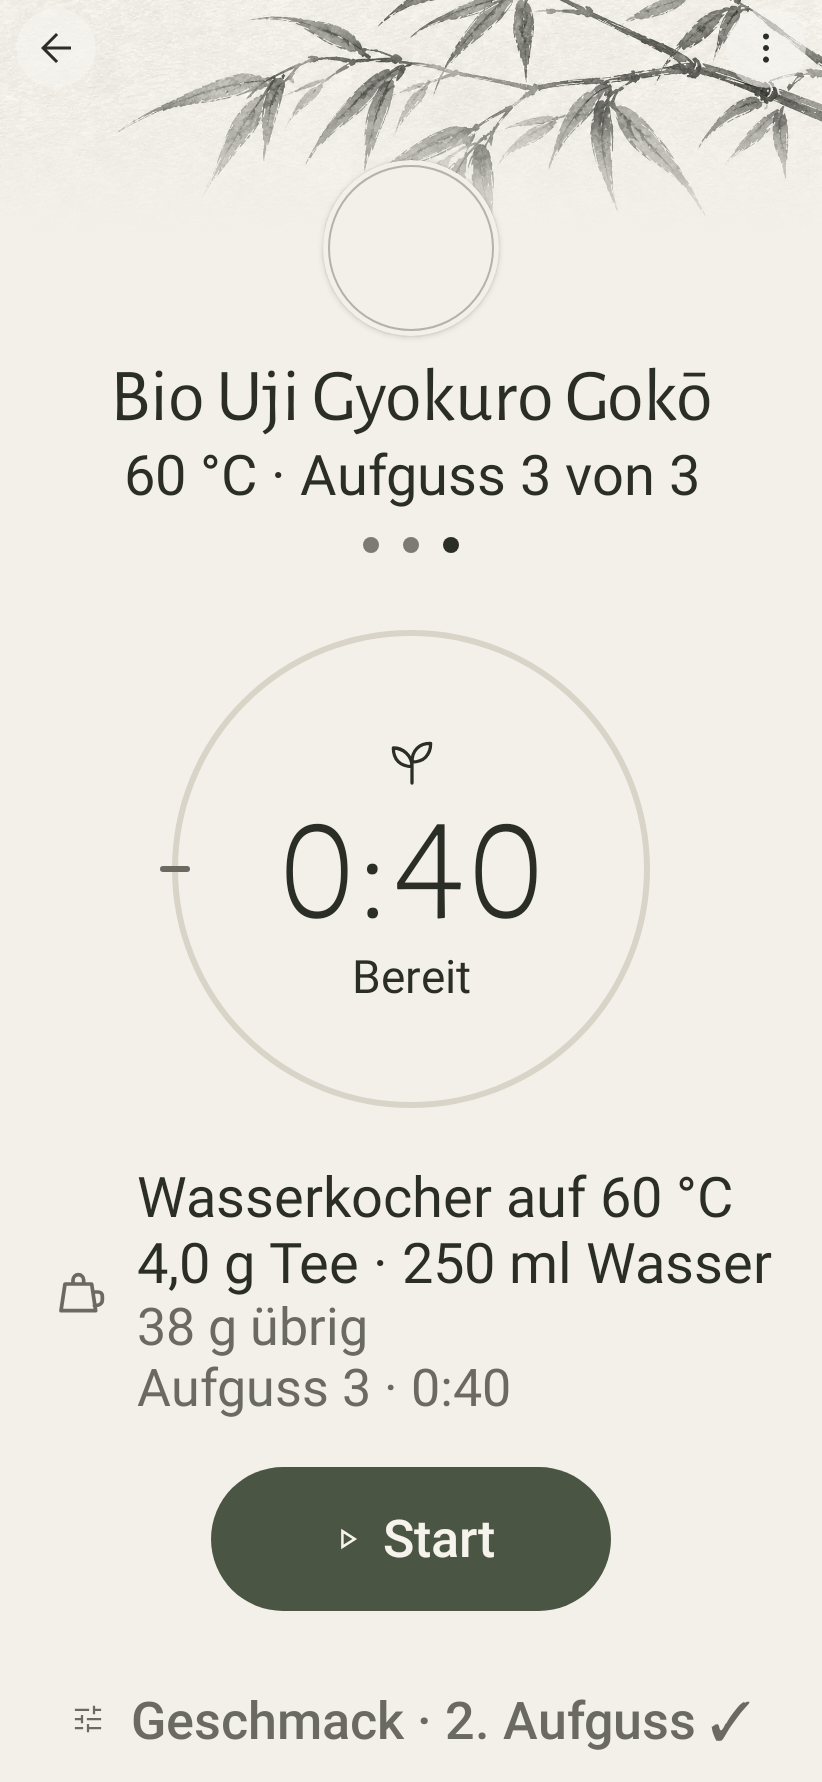 Bio Uji Gyokuro Gokō
60 °C · Aufguss 3 von 3
0:40
Bereit
Wasserkocher auf 60 °C
4,0 g Tee · 250 ml Wasser
38 g übrig
Aufguss 3 · 0:40
Start
Geschmack · 2. Aufguss ✓